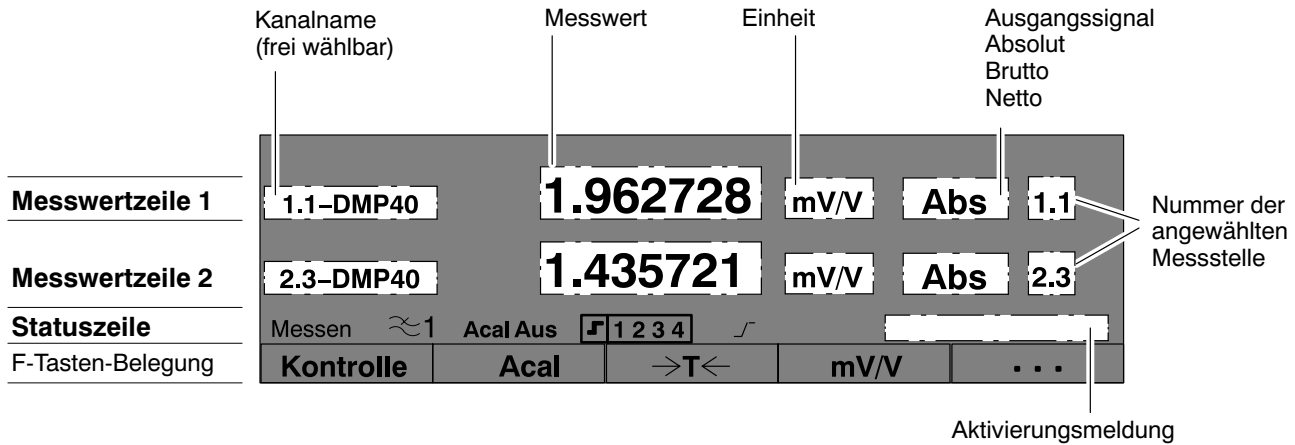 Kanalname
(frei wählbar)
Messwert
Einheit
Ausgangssignal
Absolut
Brutto
Netto
Messwertzeile 1
1.1–DMP40
1.962728
mV/V
Abs
1.1
Nummer der
angewählten
Messstelle
Messwertzeile 2
2.3–DMP40
1.435721
mV/V
Abs
2.3
Statuszeile
Messen 1 Acal Aus 1 2 3 4
F-Tasten-Belegung
Kontrolle Acal →T← mV/V ...
Aktivierungsmeldung